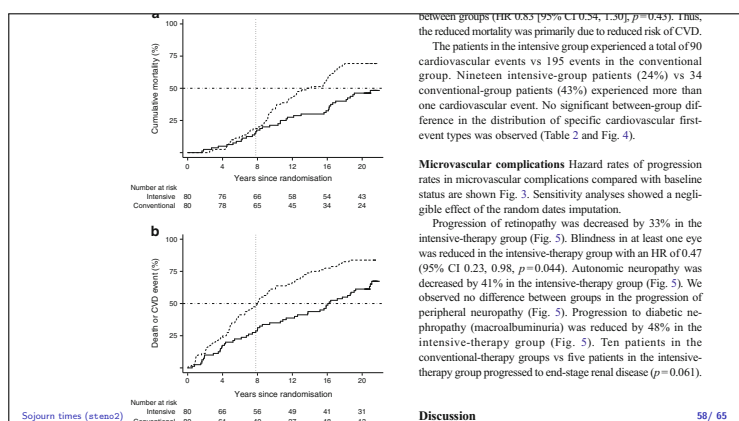 a
100
75
50
25
Cumulative mortality (%)
0 4 8 12 16 20
Years since randomisation
Number at risk
Intensive 80 76 66 58 54 43
Conventional 80 78 65 45 34 24
b
100
75
50
25
Death or CVD event (%)
0 4 8 12 16 20
Years since randomisation
Number at risk
Intensive 80 66 56 49 41 31
between groups (HR 0.83 [95% CI 0.54, 1.30], p=0.43). Thus,
the reduced mortality was primarily due to reduced risk of CVD.
The patients in the intensive group experienced a total of 90
cardiovascular events vs 195 events in the conventional
group. Nineteen intensive-group patients (24%) vs 34
conventional-group patients (43%) experienced more than
one cardiovascular event. No significant between-group dif-
ference in the distribution of specific cardiovascular first-
event types was observed (Table 2 and Fig. 4).
Microvascular complications Hazard rates of progression
rates in microvascular complications compared with baseline
status are shown Fig. 3. Sensitivity analyses showed a negli-
gible effect of the random dates imputation.
Progression of retinopathy was decreased by 33% in the
intensive-therapy group (Fig. 5). Blindness in at least one eye
was reduced in the intensive-therapy group with an HR of 0.47
(95% CI 0.23, 0.98, p=0.044). Autonomic neuropathy was
decreased by 41% in the intensive-therapy group (Fig. 5). We
observed no difference between groups in the progression of
peripheral neuropathy (Fig. 5). Progression to diabetic ne-
phropathy (macroalbuminuria) was reduced by 48% in the
intensive-therapy group (Fig. 5). Ten patients in the
conventional-therapy groups vs five patients in the intensive-
therapy group progressed to end-stage renal disease (p=0.061).
Discussion
Sojourn times (steno2)
58/ 65